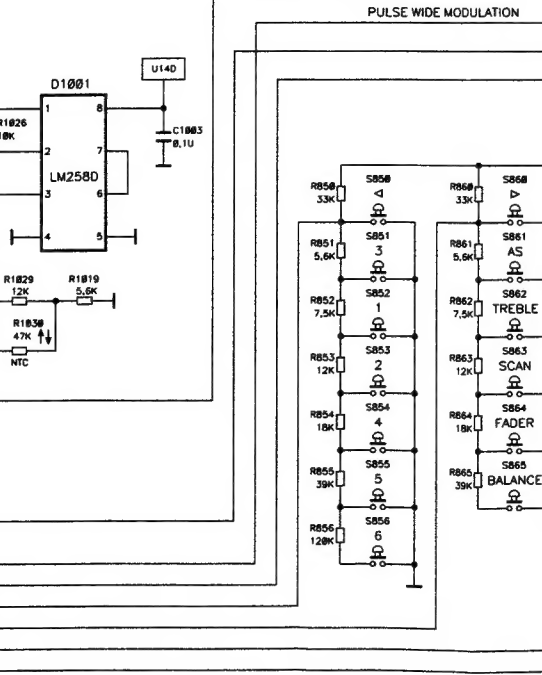 PULSE WIDE MODULATION
U14D
D1001
1 8
R1026
10K
C1003
0,1U
2 7
LM258D
3 6
4 5
R1029
12K
R1019
5,6K
R1030
47K
NTC
R850
33K
S850
R851
5,6K
S851
3
R852
7,5K
S852
1
R853
12K
S853
2
R854
18K
S854
4
R855
39K
S855
5
R856
120K
S856
6
R860
33K
S860
R861
5,6K
S861
AS
R862
7,5K
S862
TREBLE
R863
12K
S863
SCAN
R864
18K
S864
FADER
R865
39K
S865
BALANCE